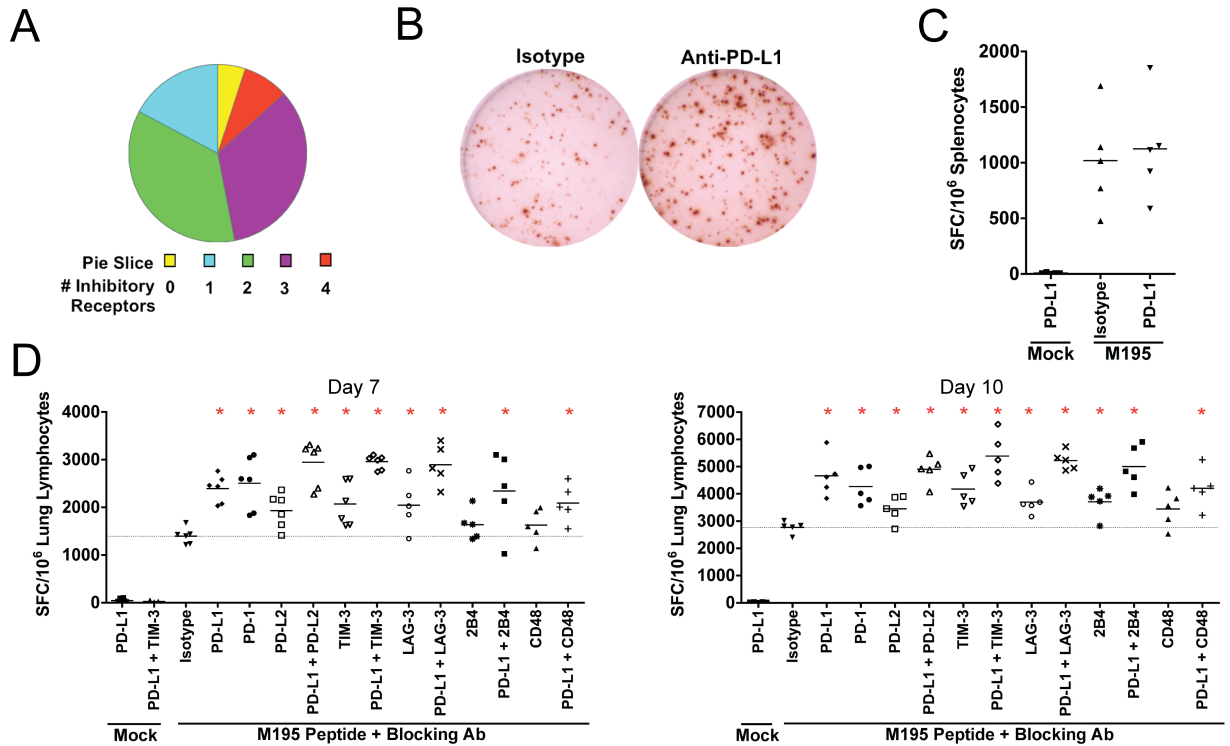 A
Pie Slice
# Inhibitory
Receptors
0 1 2 3 4
B
Isotype
Anti-PD-L1
C
SFC/10⁶ Splenocytes
2000
1500
1000
500
0
PD-L1
Isotype
PD-L1
Mock
M195
D
Day 7
SFC/10⁶ Lung Lymphocytes
4000
3000
2000
1000
0
* * * * * * * * * *
PD-L1
PD-L1 + TIM-3
Isotype
PD-L1
PD-1
PD-L2
PD-L1 + PD-L2
TIM-3
PD-L1 + TIM-3
LAG-3
PD-L1 + LAG-3
2B4
PD-L1 + 2B4
CD48
PD-L1 + CD48
Mock
M195 Peptide + Blocking Ab
Day 10
SFC/10⁶ Lung Lymphocytes
7000
6000
5000
4000
3000
2000
1000
0
* * * * * * * * * * *
PD-L1
Isotype
PD-L1
PD-1
PD-L2
PD-L1 + PD-L2
TIM-3
PD-L1 + TIM-3
LAG-3
PD-L1 + LAG-3
2B4
PD-L1 + 2B4
CD48
PD-L1 + CD48
Mock
M195 Peptide + Blocking Ab